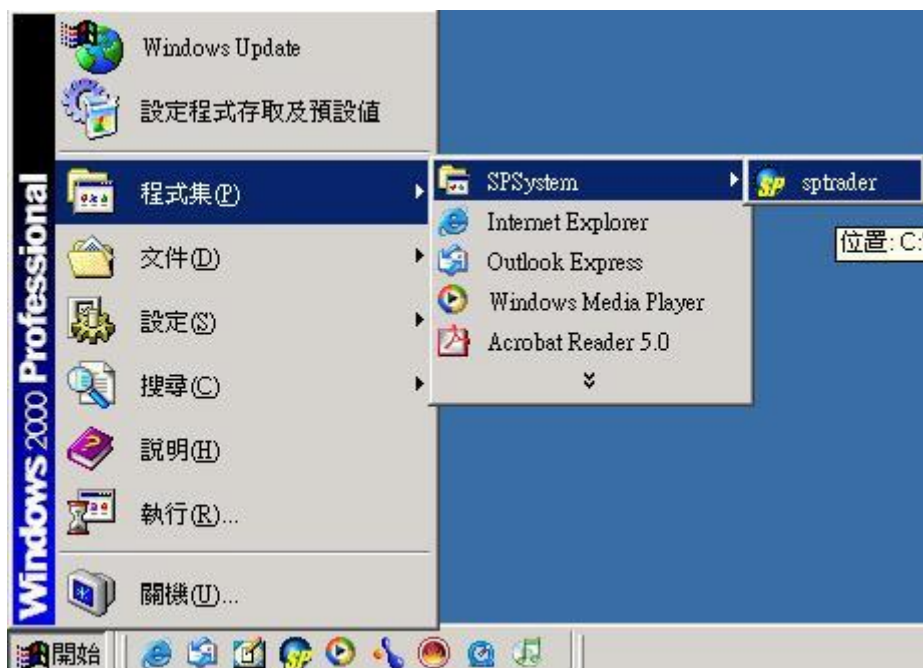 Windows 2000 Professional
Windows Update
設定程式存取及預設值
程式集(P)
文件(D)
設定(S)
搜尋(C)
說明(H)
執行(R)...
關機(U)...
SPSystem
Internet Explorer
Outlook Express
Windows Media Player
Acrobat Reader 5.0
SP sptrader
位置: C:
開始
SP